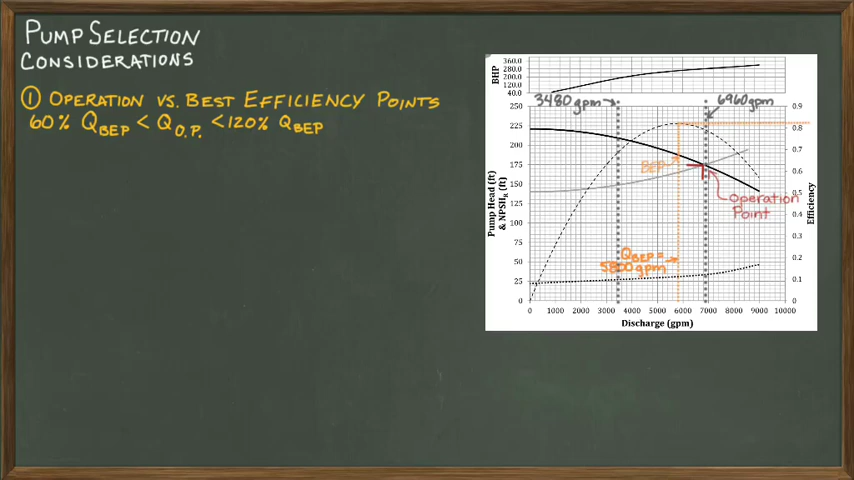 PUMP SELECTION
CONSIDERATIONS
① OPERATION VS. BEST EFFICIENCY POINTS
60% QBEP < QO.P. < 120% QBEP
BHP
360.0
280.0
200.0
120.0
40.0
3480 gpm
6960 gpm
Pump Head (ft)
& NPSHR (ft)
250
225
200
175
150
125
100
75
50
25
0
BEP
Operation
Point
QBEP =
5800 gpm
0.9
0.8
0.7
0.6
0.5
0.4
0.3
0.2
0.1
0
Efficiency
0 1000 2000 3000 4000 5000 6000 7000 8000 9000 10000
Discharge (gpm)